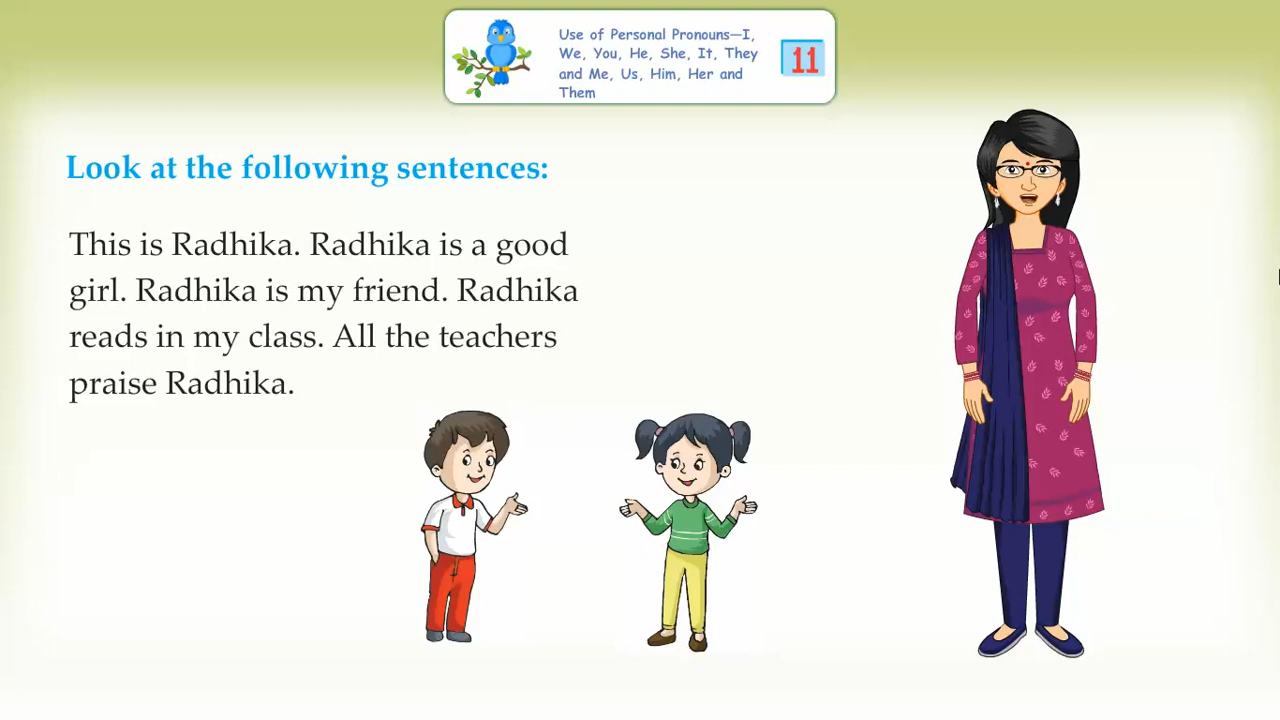 Use of Personal Pronouns—I,
We, You, He, She, It, They
and Me, Us, Him, Her and
Them
11
Look at the following sentences:
This is Radhika. Radhika is a good
girl. Radhika is my friend. Radhika
reads in my class. All the teachers
praise Radhika.